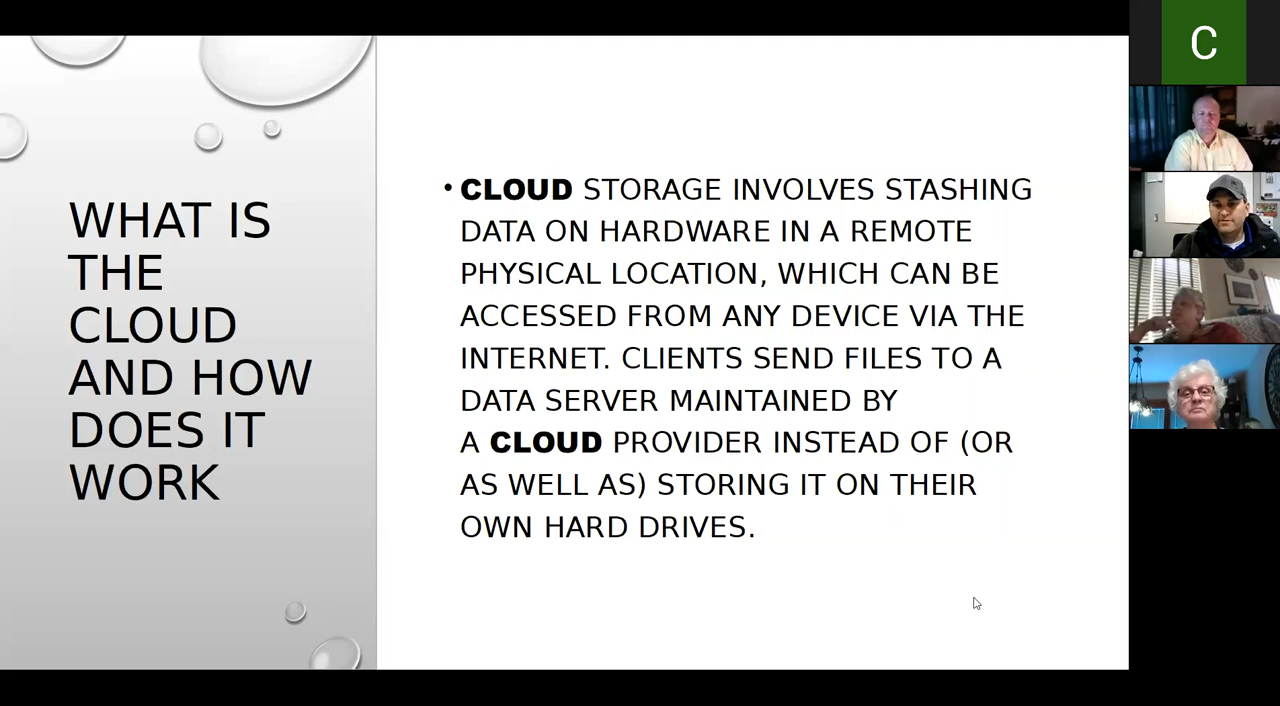 WHAT IS
THE
CLOUD
AND HOW
DOES IT
WORK
• CLOUD STORAGE INVOLVES STASHING
DATA ON HARDWARE IN A REMOTE
PHYSICAL LOCATION, WHICH CAN BE
ACCESSED FROM ANY DEVICE VIA THE
INTERNET. CLIENTS SEND FILES TO A
DATA SERVER MAINTAINED BY
A CLOUD PROVIDER INSTEAD OF (OR
AS WELL AS) STORING IT ON THEIR
OWN HARD DRIVES.
C